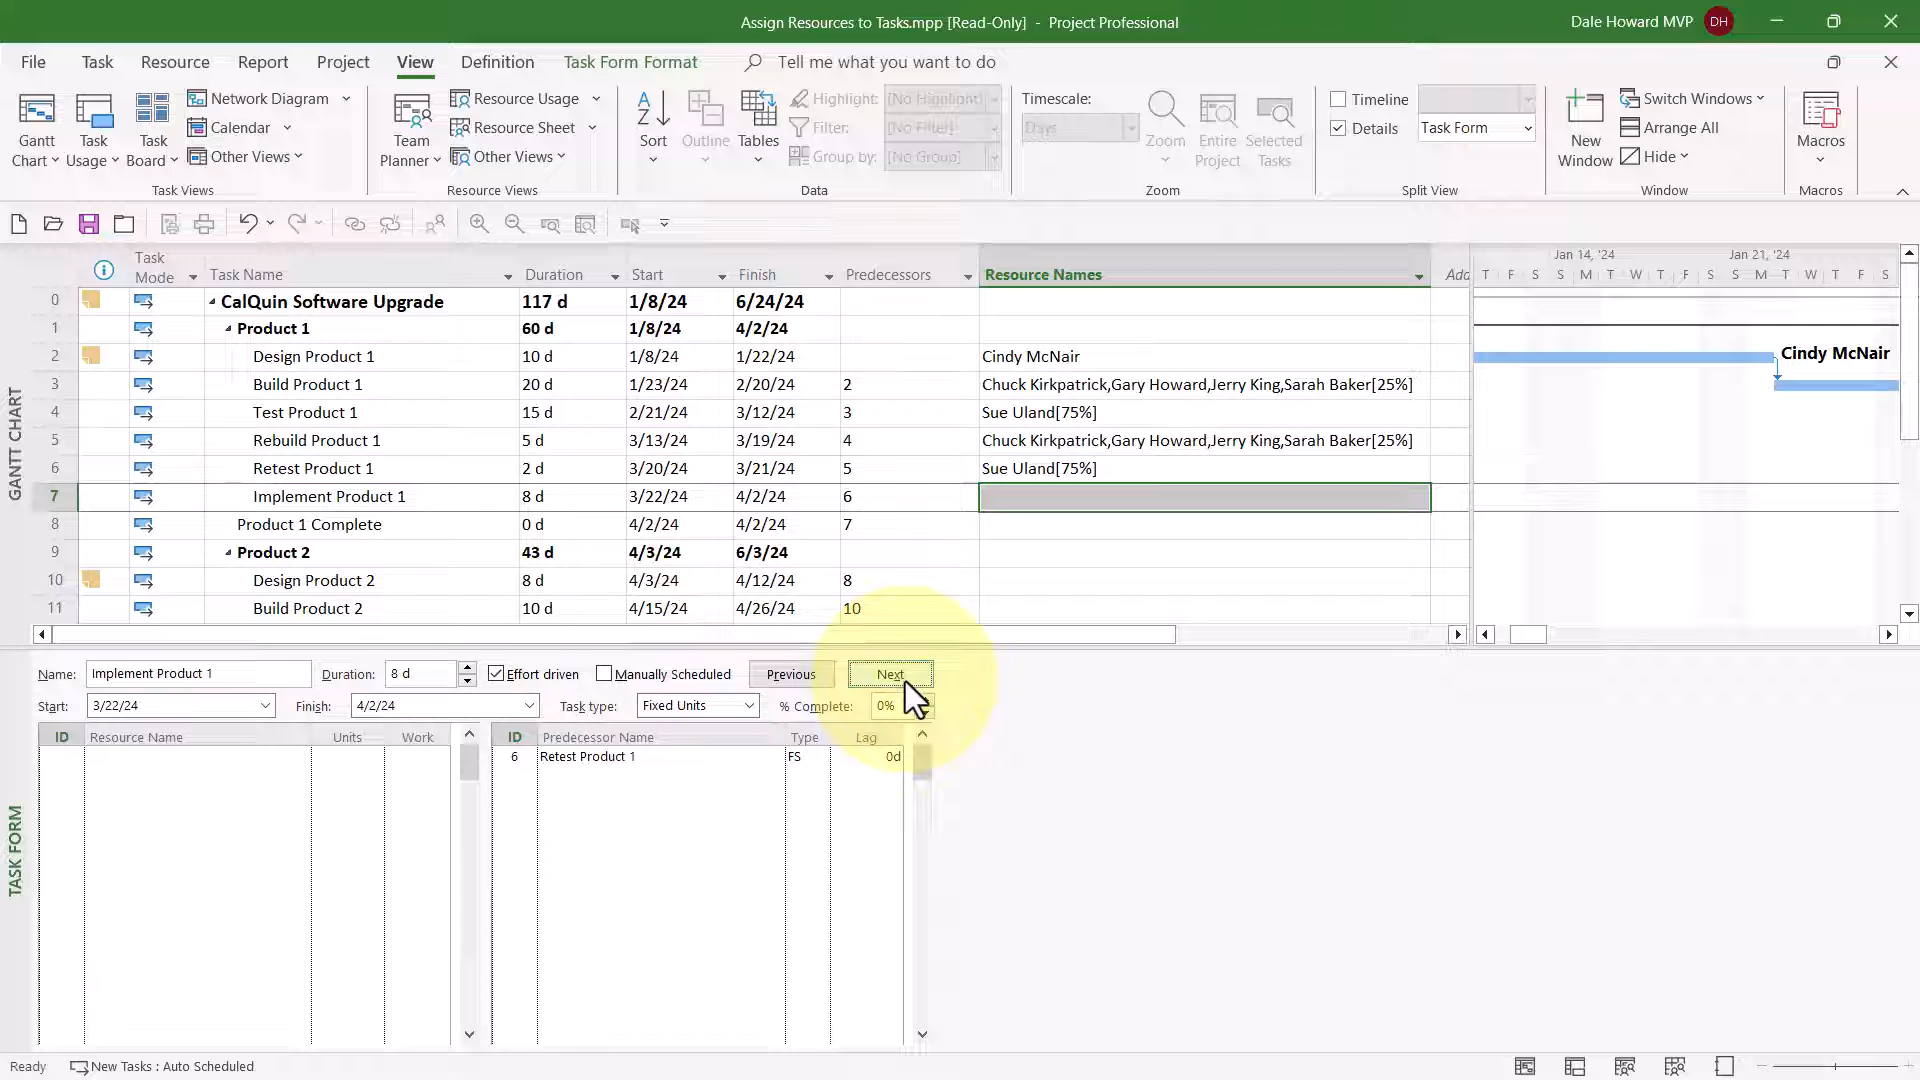 Assign Resources to Tasks.mpp [Read-Only] - Project Professional
Dale Howard MVP DH
File Task Resource Report Project View Definition Task Form Format Tell me what you want to do
Gantt Chart
Task Usage
Task Board
Network Diagram
Calendar
Other Views
Task Views
Team Planner
Resource Usage
Resource Sheet
Other Views
Resource Views
Sort
Outline
Tables
Highlight: [No Highlight]
Filter: [No Filter]
Group by: [No Group]
Data
Timescale:
Days
Zoom
Entire Project
Selected Tasks
Zoom
Timeline
Details Task Form
Split View
New Window
Switch Windows
Arrange All
Hide
Window
Macros
Macros
GANTT CHART
Task Mode Task Name Duration Start Finish Predecessors Resource Names Add
Jan 14, '24 Jan 21, '24
T F S S M T W T F S S M T W T F S
0 CalQuin Software Upgrade 117 d 1/8/24 6/24/24
1 Product 1 60 d 1/8/24 4/2/24
2 Design Product 1 10 d 1/8/24 1/22/24 Cindy McNair Cindy McNair
3 Build Product 1 20 d 1/23/24 2/20/24 2 Chuck Kirkpatrick,Gary Howard,Jerry King,Sarah Baker[25%]
4 Test Product 1 15 d 2/21/24 3/12/24 3 Sue Uland[75%]
5 Rebuild Product 1 5 d 3/13/24 3/19/24 4 Chuck Kirkpatrick,Gary Howard,Jerry King,Sarah Baker[25%]
6 Retest Product 1 2 d 3/20/24 3/21/24 5 Sue Uland[75%]
7 Implement Product 1 8 d 3/22/24 4/2/24 6
8 Product 1 Complete 0 d 4/2/24 4/2/24 7
9 Product 2 43 d 4/3/24 6/3/24
10 Design Product 2 8 d 4/3/24 4/12/24 8
11 Build Product 2 10 d 4/15/24 4/26/24 10
TASK FORM
Name: Implement Product 1 Duration: 8 d Effort driven Manually Scheduled Previous Next
Start: 3/22/24 Finish: 4/2/24 Task type: Fixed Units % Complete: 0%
ID Resource Name Units Work ID Predecessor Name Type Lag
6 Retest Product 1 FS 0d
Ready New Tasks : Auto Scheduled